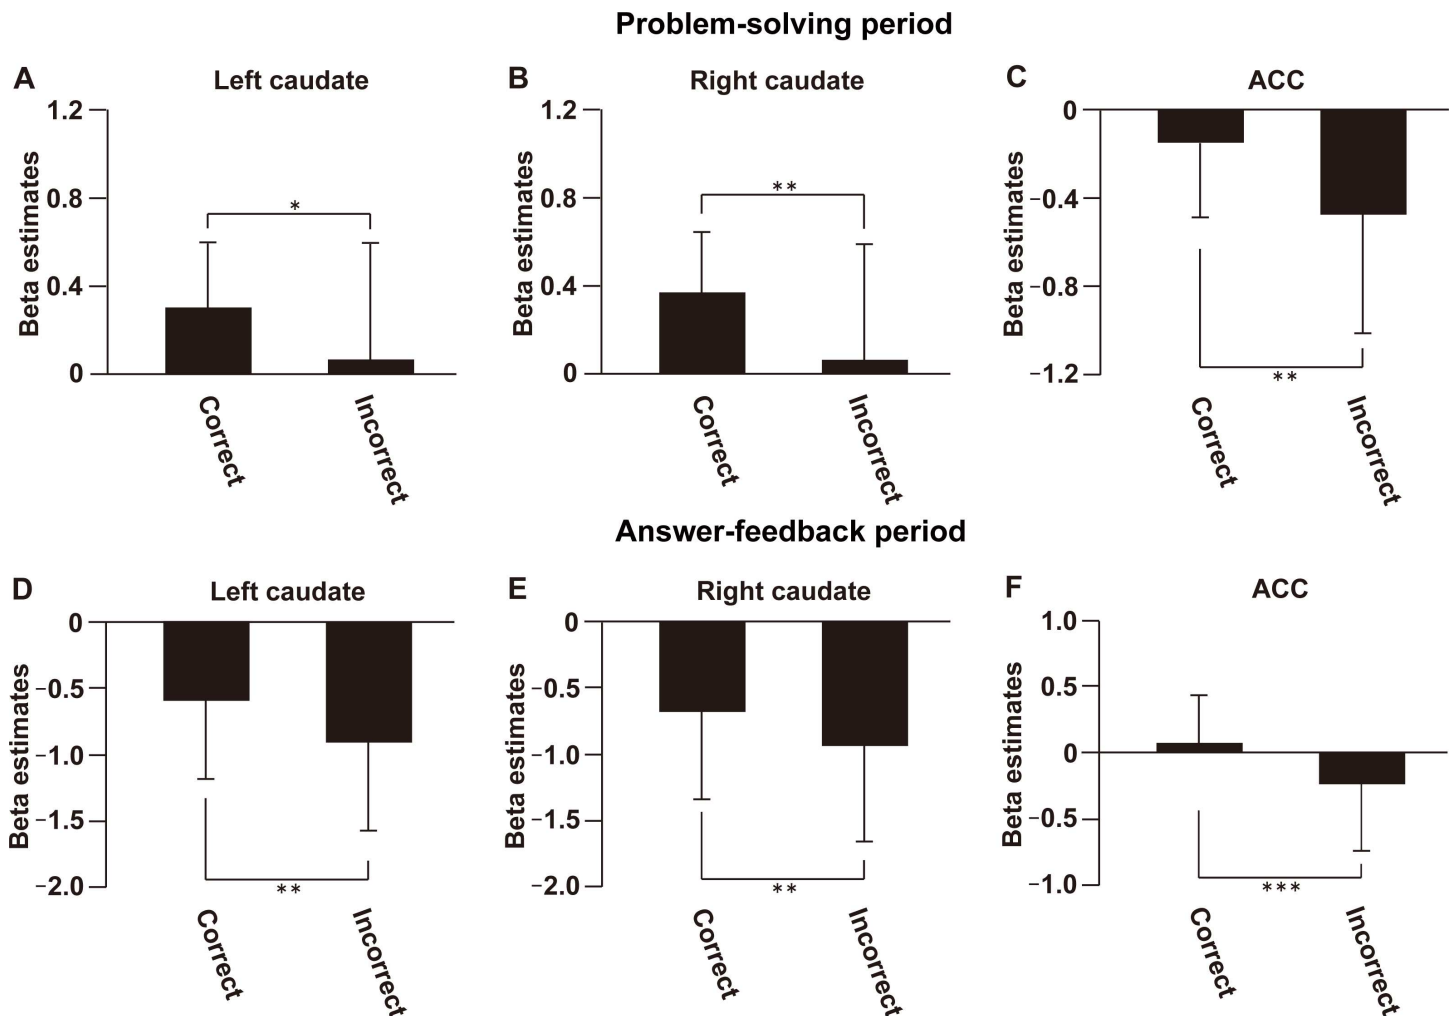 Problem-solving period
A Left caudate
Beta estimates
1.2
0.8
0.4
0
*
Correct
Incorrect
B Right caudate
Beta estimates
1.2
0.8
0.4
0
**
Correct
Incorrect
C ACC
Beta estimates
0
−0.4
−0.8
−1.2
**
Correct
Incorrect
Answer-feedback period
D Left caudate
Beta estimates
0
−0.5
−1.0
−1.5
−2.0
**
Correct
Incorrect
E Right caudate
Beta estimates
0
−0.5
−1.0
−1.5
−2.0
**
Correct
Incorrect
F ACC
Beta estimates
1.0
0.5
0
−0.5
−1.0
***
Correct
Incorrect